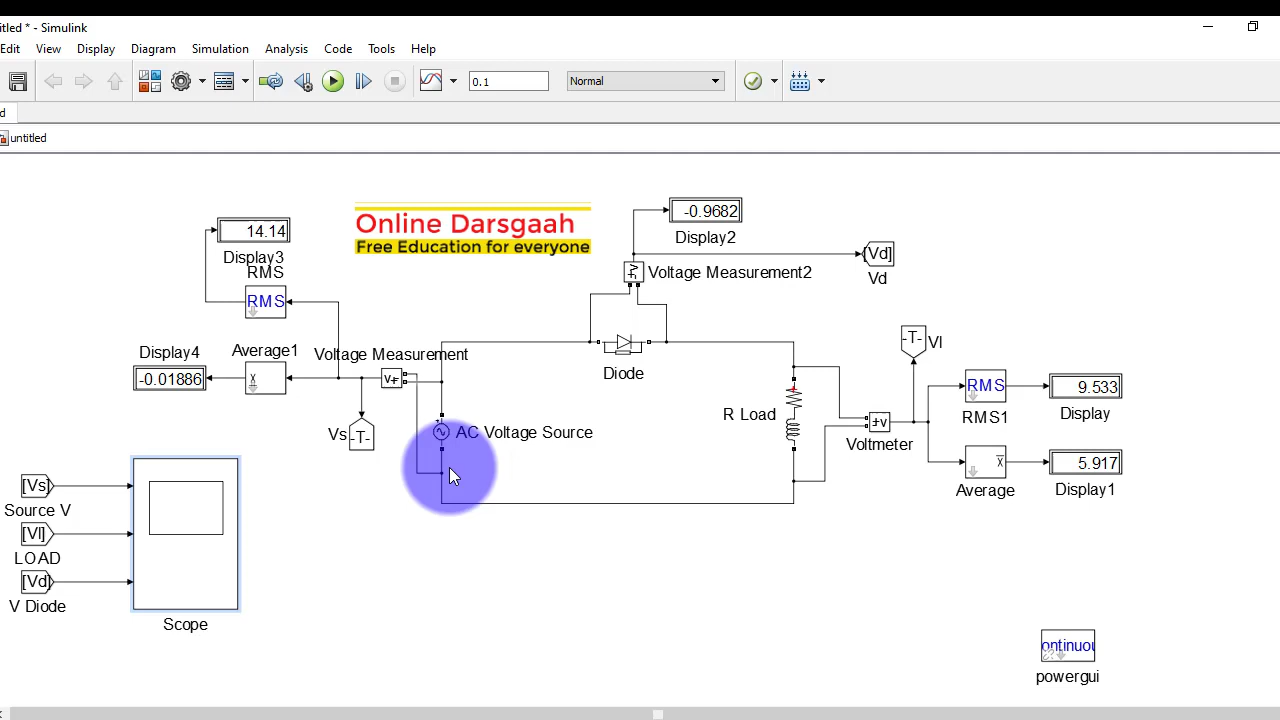 itled * - Simulink
Edit View Display Diagram Simulation Analysis Code Tools Help
0.1 Normal
d
untitled
Online Darsgaah
Free Education for everyone
14.14
Display3
RMS
RMS
-0.9682
Display2
Voltage Measurement2
[Vd]
Vd
Display4
-0.01886
Average1
x
Voltage Measurement
V+
Vs
-T-
AC Voltage Source
Diode
R Load
-T-
Vl
+v
Voltmeter
RMS
RMS1
9.533
Display
x
Average
5.917
Display1
[Vs]
Source V
[Vl]
LOAD
[Vd]
V Diode
Scope
ontinuou
powergui